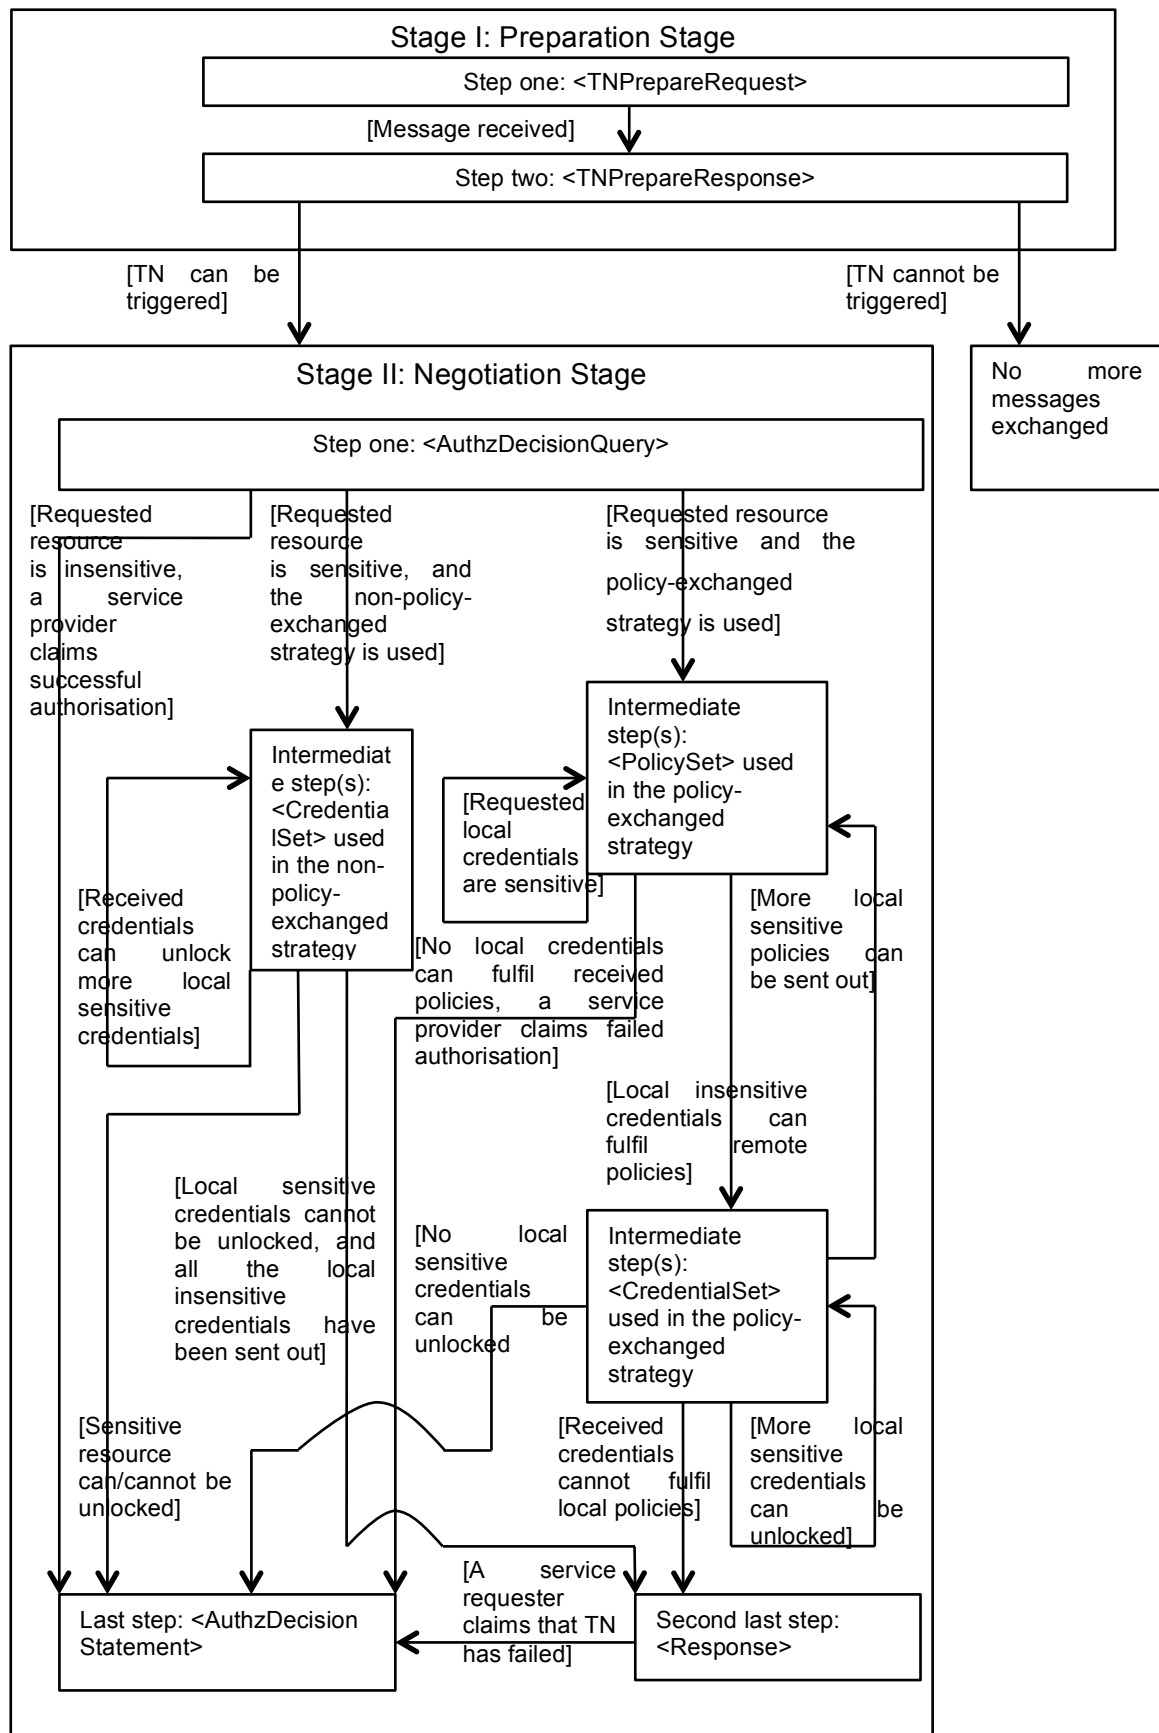 Stage I: Preparation Stage
Step one: <TNPrepareRequest>
[Message received]
Step two: <TNPrepareResponse>
[TN can be
triggered]
[TN cannot be
triggered]
Stage II: Negotiation Stage
No more
messages
exchanged
Step one: <AuthzDecisionQuery>
[Requested
resource
is insensitive,
a service
provider
claims
successful
authorisation]
[Requested
resource
is sensitive, and
the non-policy-
exchanged
strategy is used]
[Requested resource
is sensitive and the
policy-exchanged
strategy is used]
Intermediat
e step(s):
<Credentia
lSet> used
in the non-
policy-
exchanged
strategy
Intermediate
step(s):
<PolicySet> used
in the policy-
exchanged
strategy
[Requested
local
credentials
are sensitive]
[Received
credentials
can unlock
more local
sensitive
credentials]
[No local credentials
can fulfil received
policies, a service
provider claims failed
authorisation]
[More local
sensitive
policies can
be sent out]
[Local insensitive
credentials can
fulfil remote
policies]
[Local sensitive
credentials cannot
be unlocked, and
all the local
insensitive
credentials have
been sent out]
[No local
sensitive
credentials
can be
unlocked
Intermediate
step(s):
<CredentialSet>
used in the policy-
exchanged
strategy
[Sensitive
resource
can/cannot be
unlocked]
[Received
credentials
cannot fulfil
local policies]
[More local
sensitive
credentials
can be
unlocked]
[A service
requester
claims that TN
has failed]
Last step: <AuthzDecision
Statement>
Second last step:
<Response>